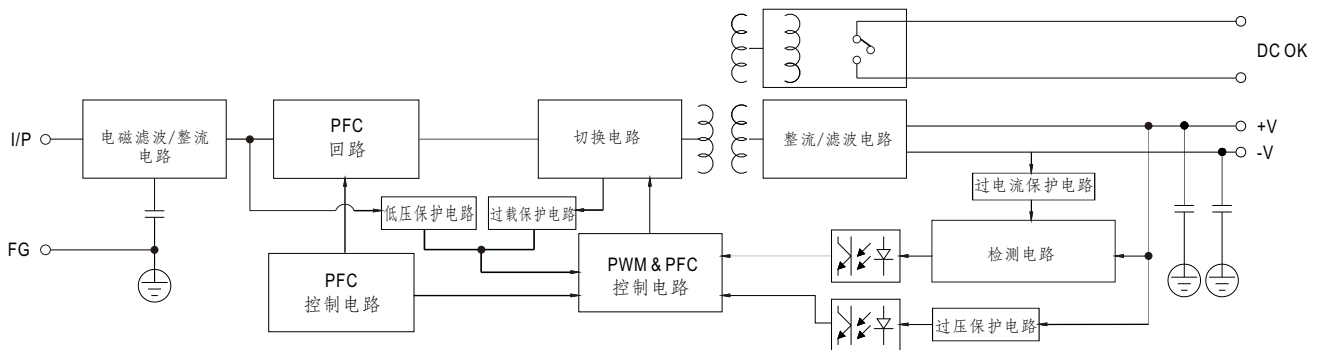 DC OK
I/P
电磁滤波/整流
电路
PFC
回路
切换电路
整流/滤波电路
+V
-V
过电流保护电路
低压保护电路
过载保护电路
FG
PFC
控制电路
PWM & PFC
控制电路
检测电路
过压保护电路